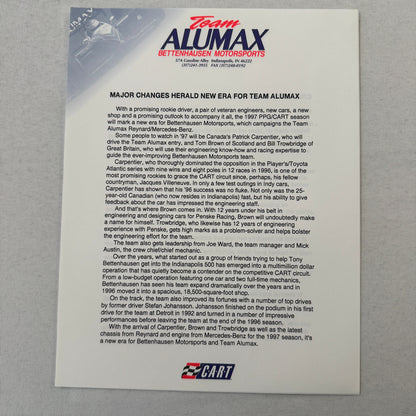 Team
ALUMAX
BETTENHAUSEN MOTORSPORTS
57A Gasoline Alley, Indianapolis, IN 46222
FAX
MAJOR CHANGES HERALD NEW ERA FOR TEAM ALUMAX
With a promising rookie driver, a pair of veteran engineers, new cars, a new
shop and a promising outlook to accompany it all, the 1997 PPG/CART season
will mark a new era for Bettenhausen Motorsports, which campaigns the Team
Alumax Reynard/Mercedes-Benz.
Some people to watch in '97 will be Canada's Patrick Carpentier, who will
drive the Team Alumax entry, and Tom Brown of Scotland and Bill Trowbridge of
Great Britain, who will use their engineering know-how and racing expertise to
guide the ever-improving Bettenhausen Motorsports team.
Carpentier, who thoroughly dominated the opposition in the Player's/Toyota
Atlantic series with nine wins and eight poles in 12 races in 1996, is one of the
most promising rookies to grace the CART circuit since, perhaps, his fellow
countryman, Jacques Villeneuve. In only a few test outings in Indy cars,
Carpentier has shown that his '96 success was no fluke. Not only was the 25-
year-old Canadian (who now resides in Indianapolis) fast, but his ability to give
feedback about the car has impressed the engineering staff.
And that's where Brown comes in. With 12 years under his belt in
engineering and designing cars for Penske Racing, Brown will undoubtedly make
a name for himself. Trowbridge, who likewise has 12 years of engineering
experience with Penske, gets high marks as a problem-solver and helps bolster
the engineering effort for the team.
The team also gets leadership from Joe Ward, the team manager and Mick
Austin, the crew chief/chief mechanic.
Over the years, what started out as a group of friends trying to help Tony
Bettenhausen get into the Indianapolis 500 has emerged into a multimillion dollar
operation that is quietly become a contender on the competitive CART circuit.
From a low-budget operation featuring one car and two full-time mechanics,
Bettenhausen has seen his team expand dramatically over the years and in
1996 moved it into a spacious, 18,500-square-foot shop.
On the track, the team also improved its fortunes with a number of top drives
by former driver Stefan Johansson. Johansson finished on the podium in his first
drive for the team at Detroit in 1992 and turned in a number of impressive
performances before leaving the team at the end of the 1996 season.
With the arrival of Carpentier, Brown and Trowbridge as well as the latest
chassis from Reynard and engine from Mercedes-Benz for the 1997 season, it's
a new era for Bettenhausen Motorsports and Team Alumax.
CART